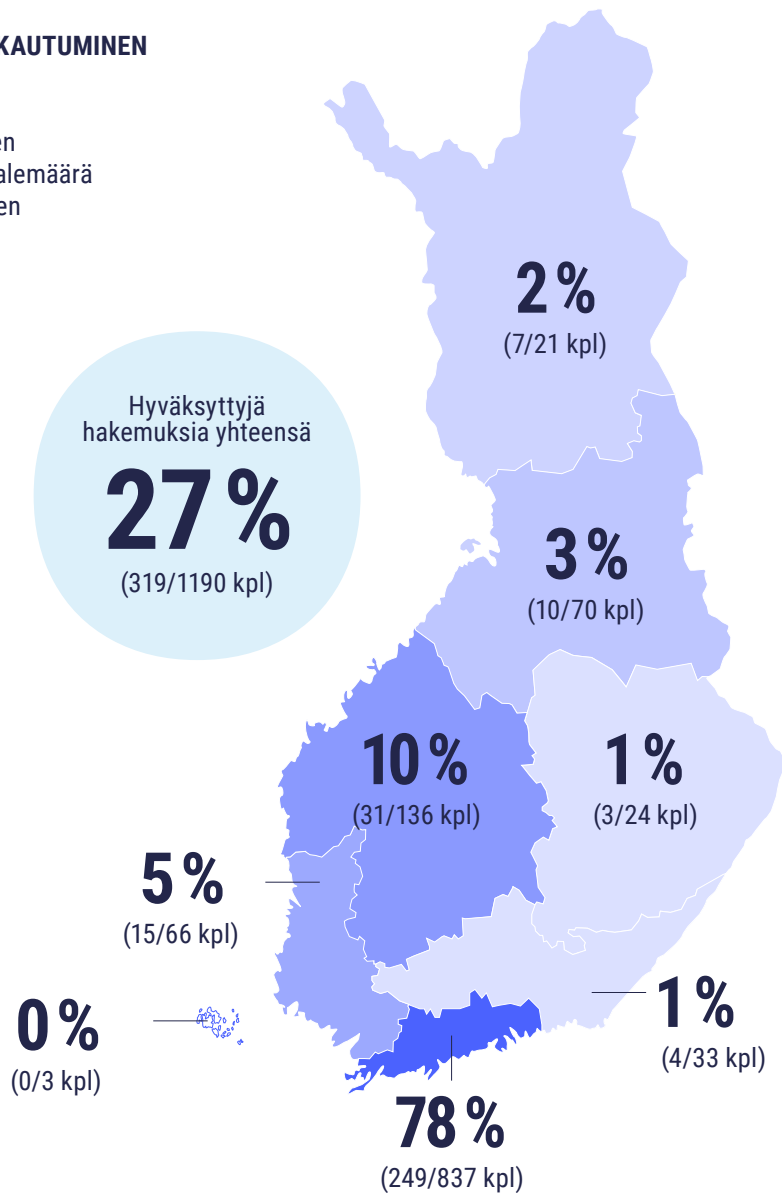 KAUTUMINEN
en
alemäärä
en
2 %
(7/21 kpl)
Hyväksyttyjä
hakemuksia yhteensä
27 %
(319/1190 kpl)
3 %
(10/70 kpl)
10 %
(31/136 kpl)
1 %
(3/24 kpl)
5 %
(15/66 kpl)
0 %
(0/3 kpl)
1 %
(4/33 kpl)
78 %
(249/837 kpl)